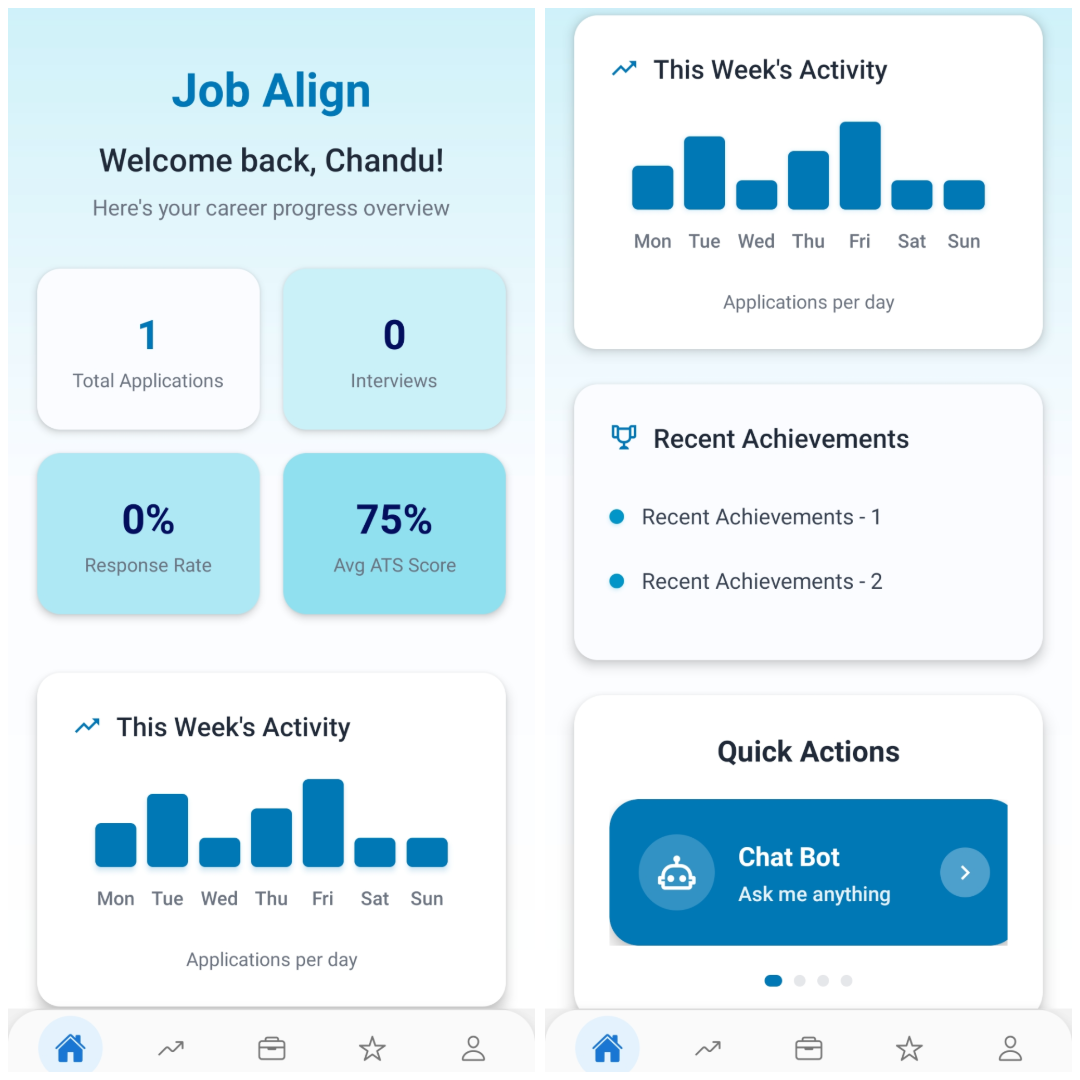 Job Align
Welcome back, Chandu!
Here's your career progress overview
1
Total Applications
0
Interviews
0%
Response Rate
75%
Avg ATS Score
This Week's Activity
Mon Tue Wed Thu Fri Sat Sun
Applications per day
This Week's Activity
Mon Tue Wed Thu Fri Sat Sun
Applications per day
Recent Achievements
Recent Achievements - 1
Recent Achievements - 2
Quick Actions
Chat Bot
Ask me anything